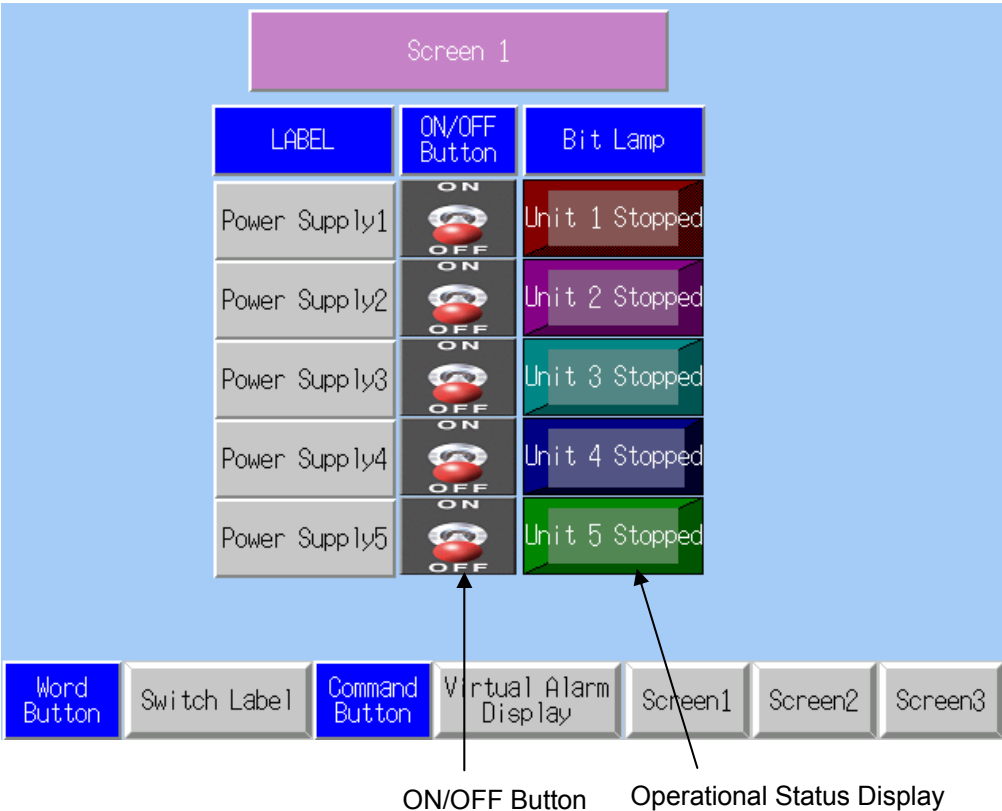 Screen 1
LABEL
ON/OFF
Button
Bit Lamp
Power Supply1
ON
OFF
Unit 1 Stopped
Power Supply2
ON
OFF
Unit 2 Stopped
Power Supply3
ON
OFF
Unit 3 Stopped
Power Supply4
ON
OFF
Unit 4 Stopped
Power Supply5
ON
OFF
Unit 5 Stopped
Word
Button
Switch Label
Command
Button
Virtual Alarm
Display
Screen1
Screen2
Screen3
ON/OFF Button
Operational Status Display